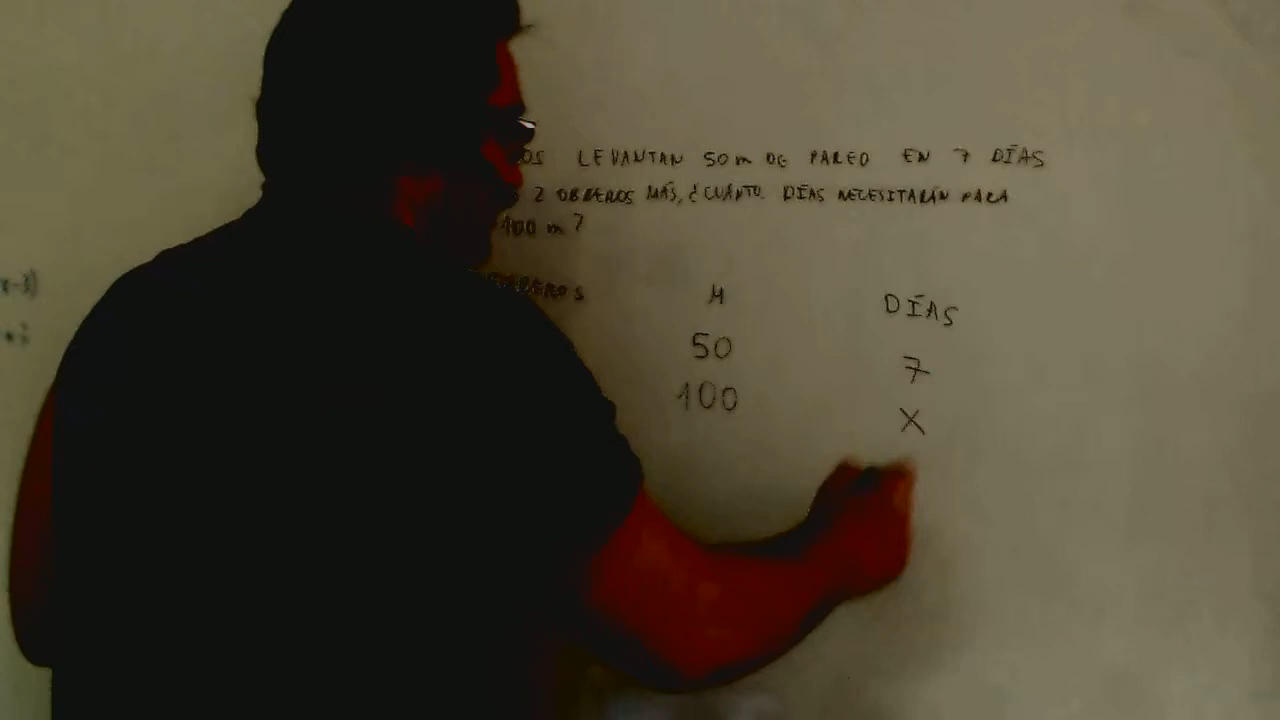 OS LEVANTAN 50 m DE PARED EN 7 DÍAS
2 OBREROS MÁS, ¿CUÁNTO DÍAS NECESITARÁN PARA
100 m?
OBREROS M DÍAS
50 7
100 X